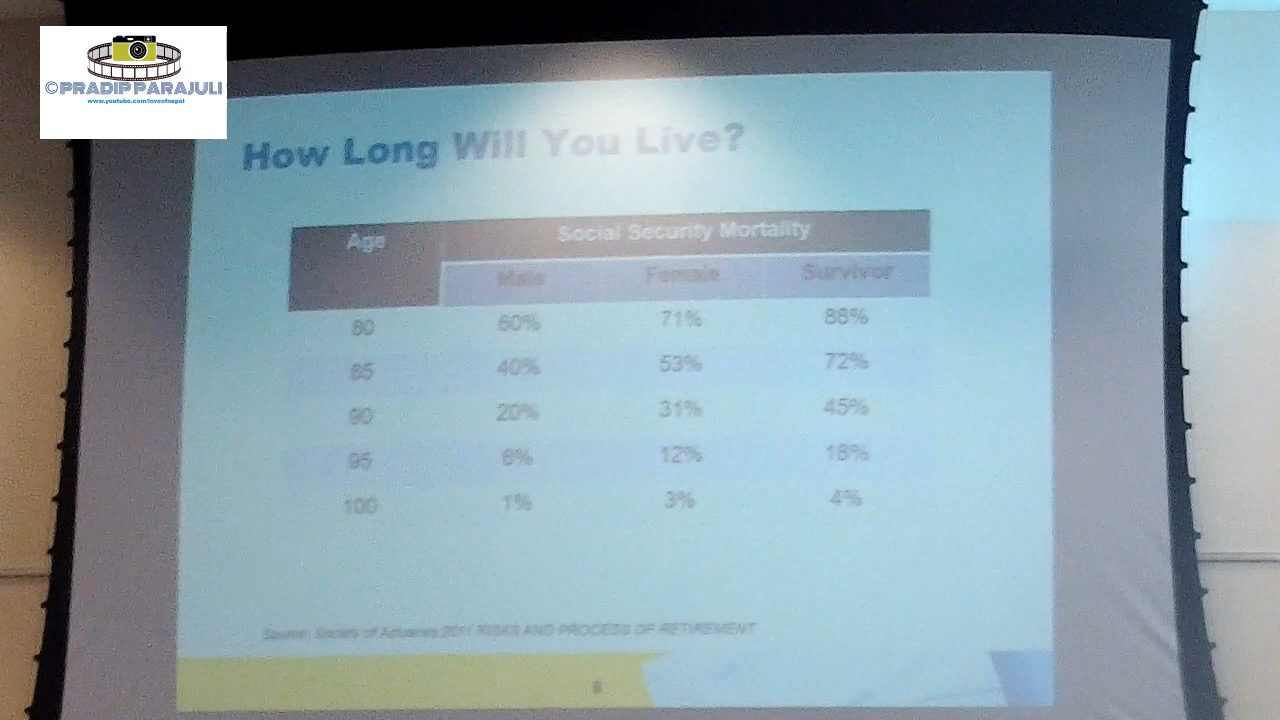 ©PRADIP PARAJULI
www.youtube.com/loveofnepal
How Long Will You Live?
Age Social Security Mortality
Male Female Survivor
80 60% 71% 88%
85 40% 53% 72%
90 20% 31% 45%
95 6% 12% 18%
100 1% 3% 4%
Source: Society of Actuaries 2011 RISKS AND PROCESS OF RETIREMENT
6